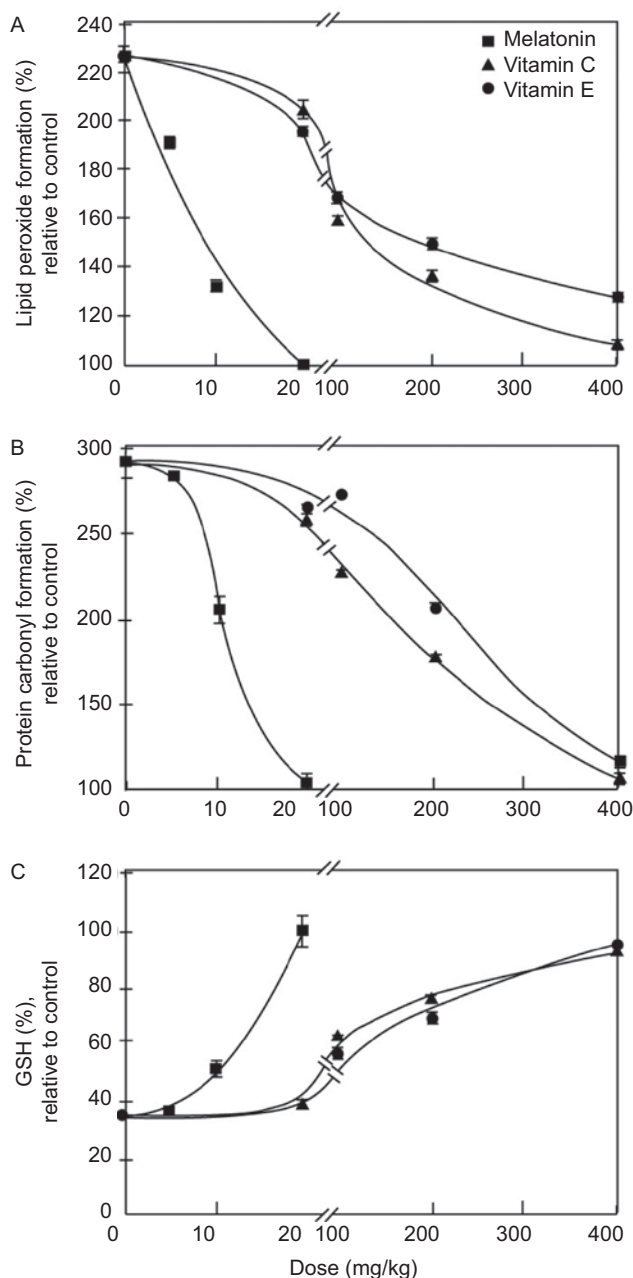 A
Lipid peroxide formation (%)
relative to control
240
220
200
180
160
140
120
100
Melatonin
Vitamin C
Vitamin E
0 10 20 100 200 300 400
B
Protein carbonyl formation (%)
relative to control
300
250
200
150
100
0 10 20 100 200 300 400
C
GSH (%),
relative to control
120
100
80
60
40
20
0
0 10 20 100 200 300 400
Dose (mg/kg)